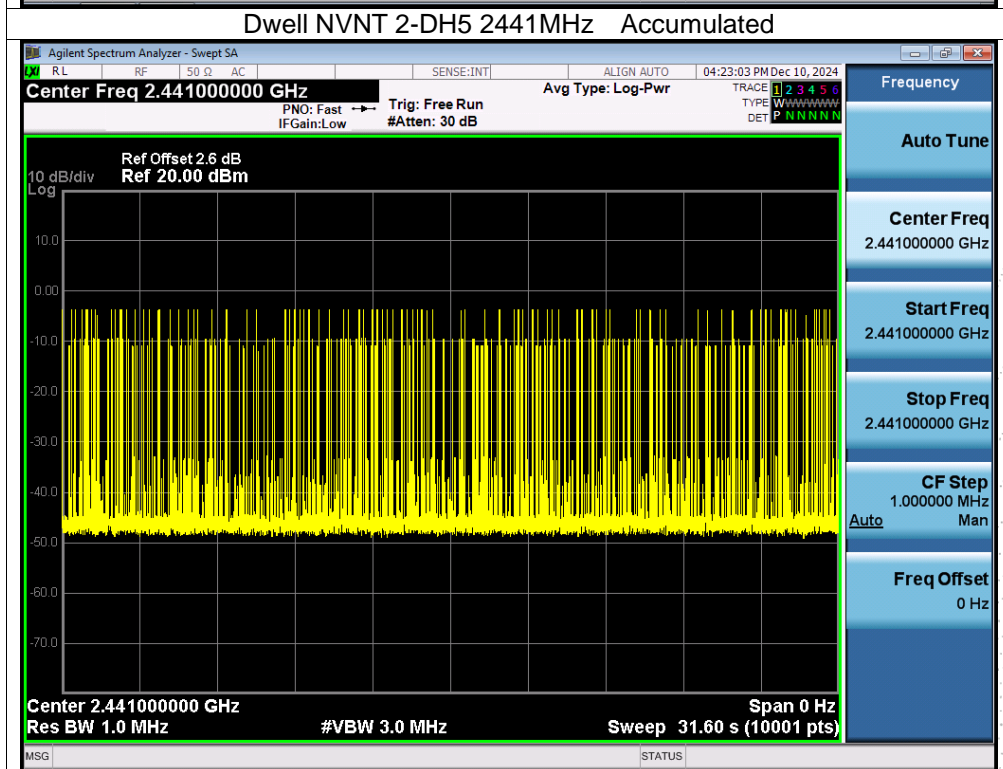 Dwell NVNT 2-DH5 2441MHz Accumulated
Agilent Spectrum Analyzer - Swept SA
LXI RL RF 50 Ω AC SENSE:INT ALIGN AUTO 04:23:03 PM Dec 10, 2024
Center Freq 2.441000000 GHz
PNO: Fast
IFGain:Low
Trig: Free Run
#Atten: 30 dB
Avg Type: Log-Pwr
TRACE 1 2 3 4 5 6
TYPE WWWWWWW
DET P N N N N N
Ref Offset 2.6 dB
10 dB/div Ref 20.00 dBm
Log
10.0
0.00
-10.0
-20.0
-30.0
-40.0
-50.0
-60.0
-70.0
Center 2.441000000 GHz Span 0 Hz
Res BW 1.0 MHz #VBW 3.0 MHz Sweep 31.60 s (10001 pts)
MSG STATUS
Frequency
Auto Tune
Center Freq
2.441000000 GHz
Start Freq
2.441000000 GHz
Stop Freq
2.441000000 GHz
CF Step
1.000000 MHz
Auto Man
Freq Offset
0 Hz